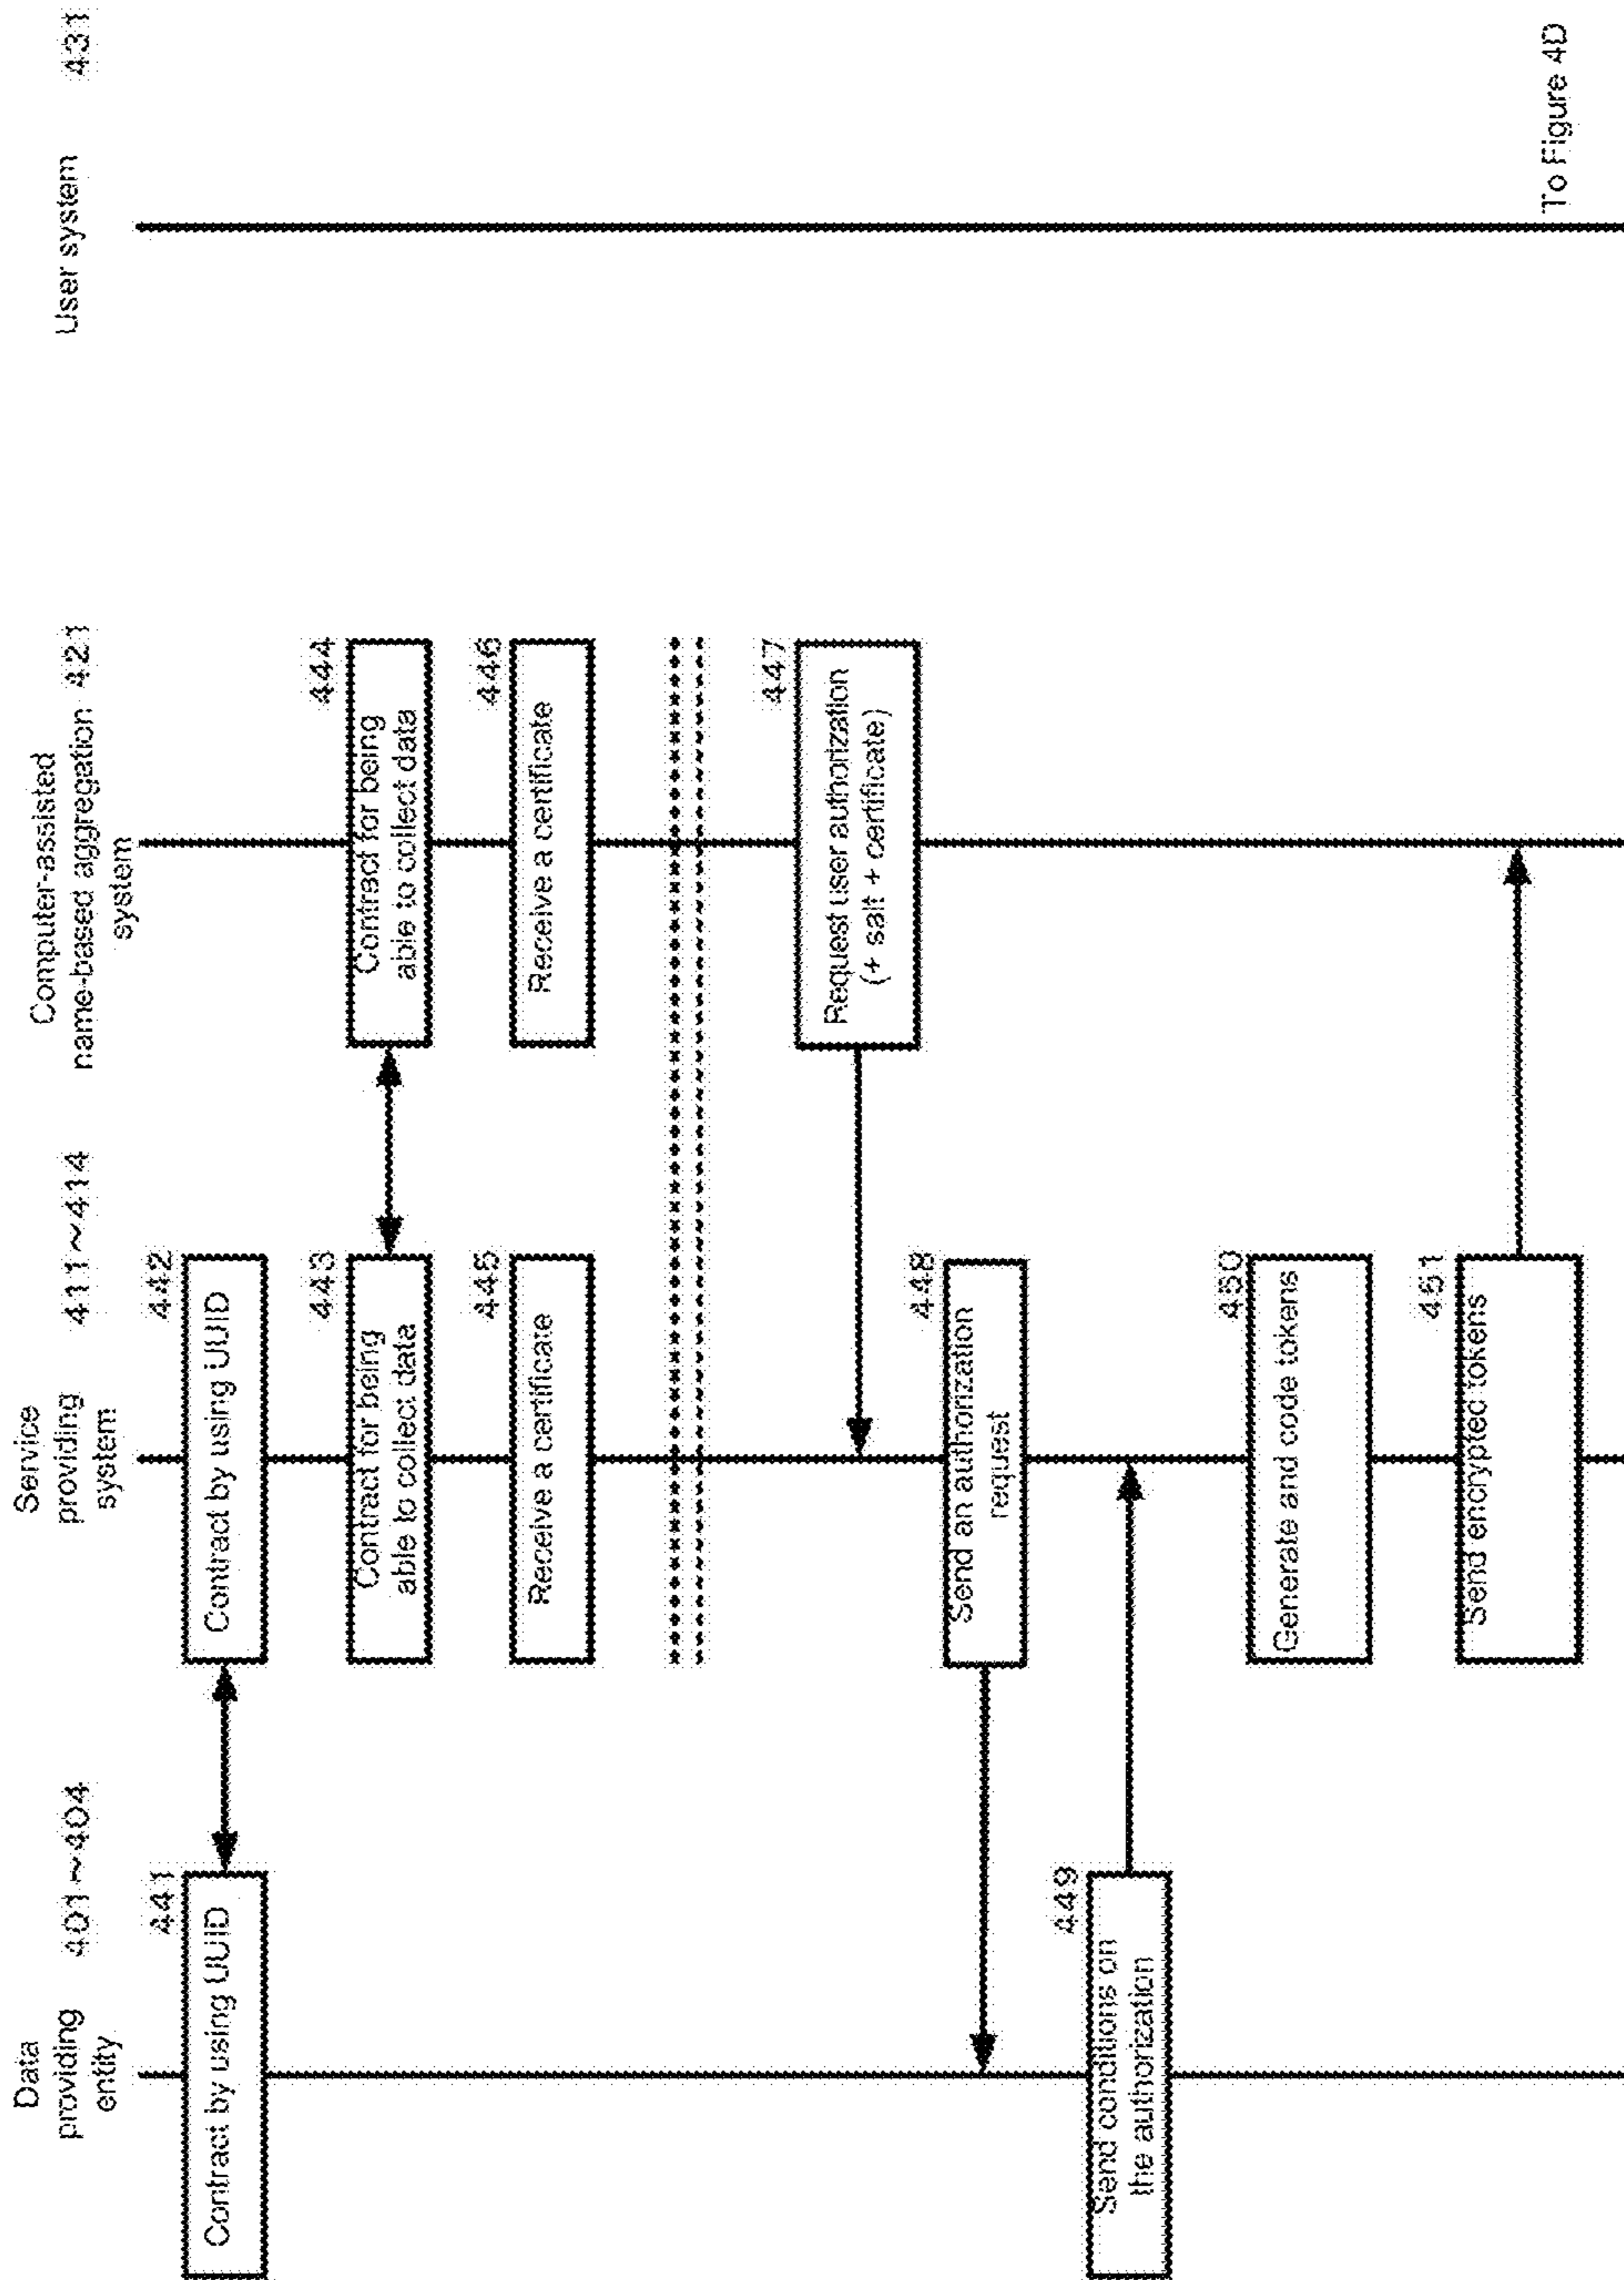 Data
providing 401~404
entity
Service
providing 411~414
system
Computer-assisted
name-based aggregation 421
system
User system 431
441
Contract by using UUID
442
Contract by using UUID
443
Contract for being
able to collect data
444
Contract for being
able to collect data
445
Receive a certificate
446
Receive a certificate
447
Request user authorization
(+ salt + certificate)
448
Send an authorization
request
449
Send conditions on
the authorization
450
Generate and code tokens
451
Send encrypted tokens
To Figure 4D